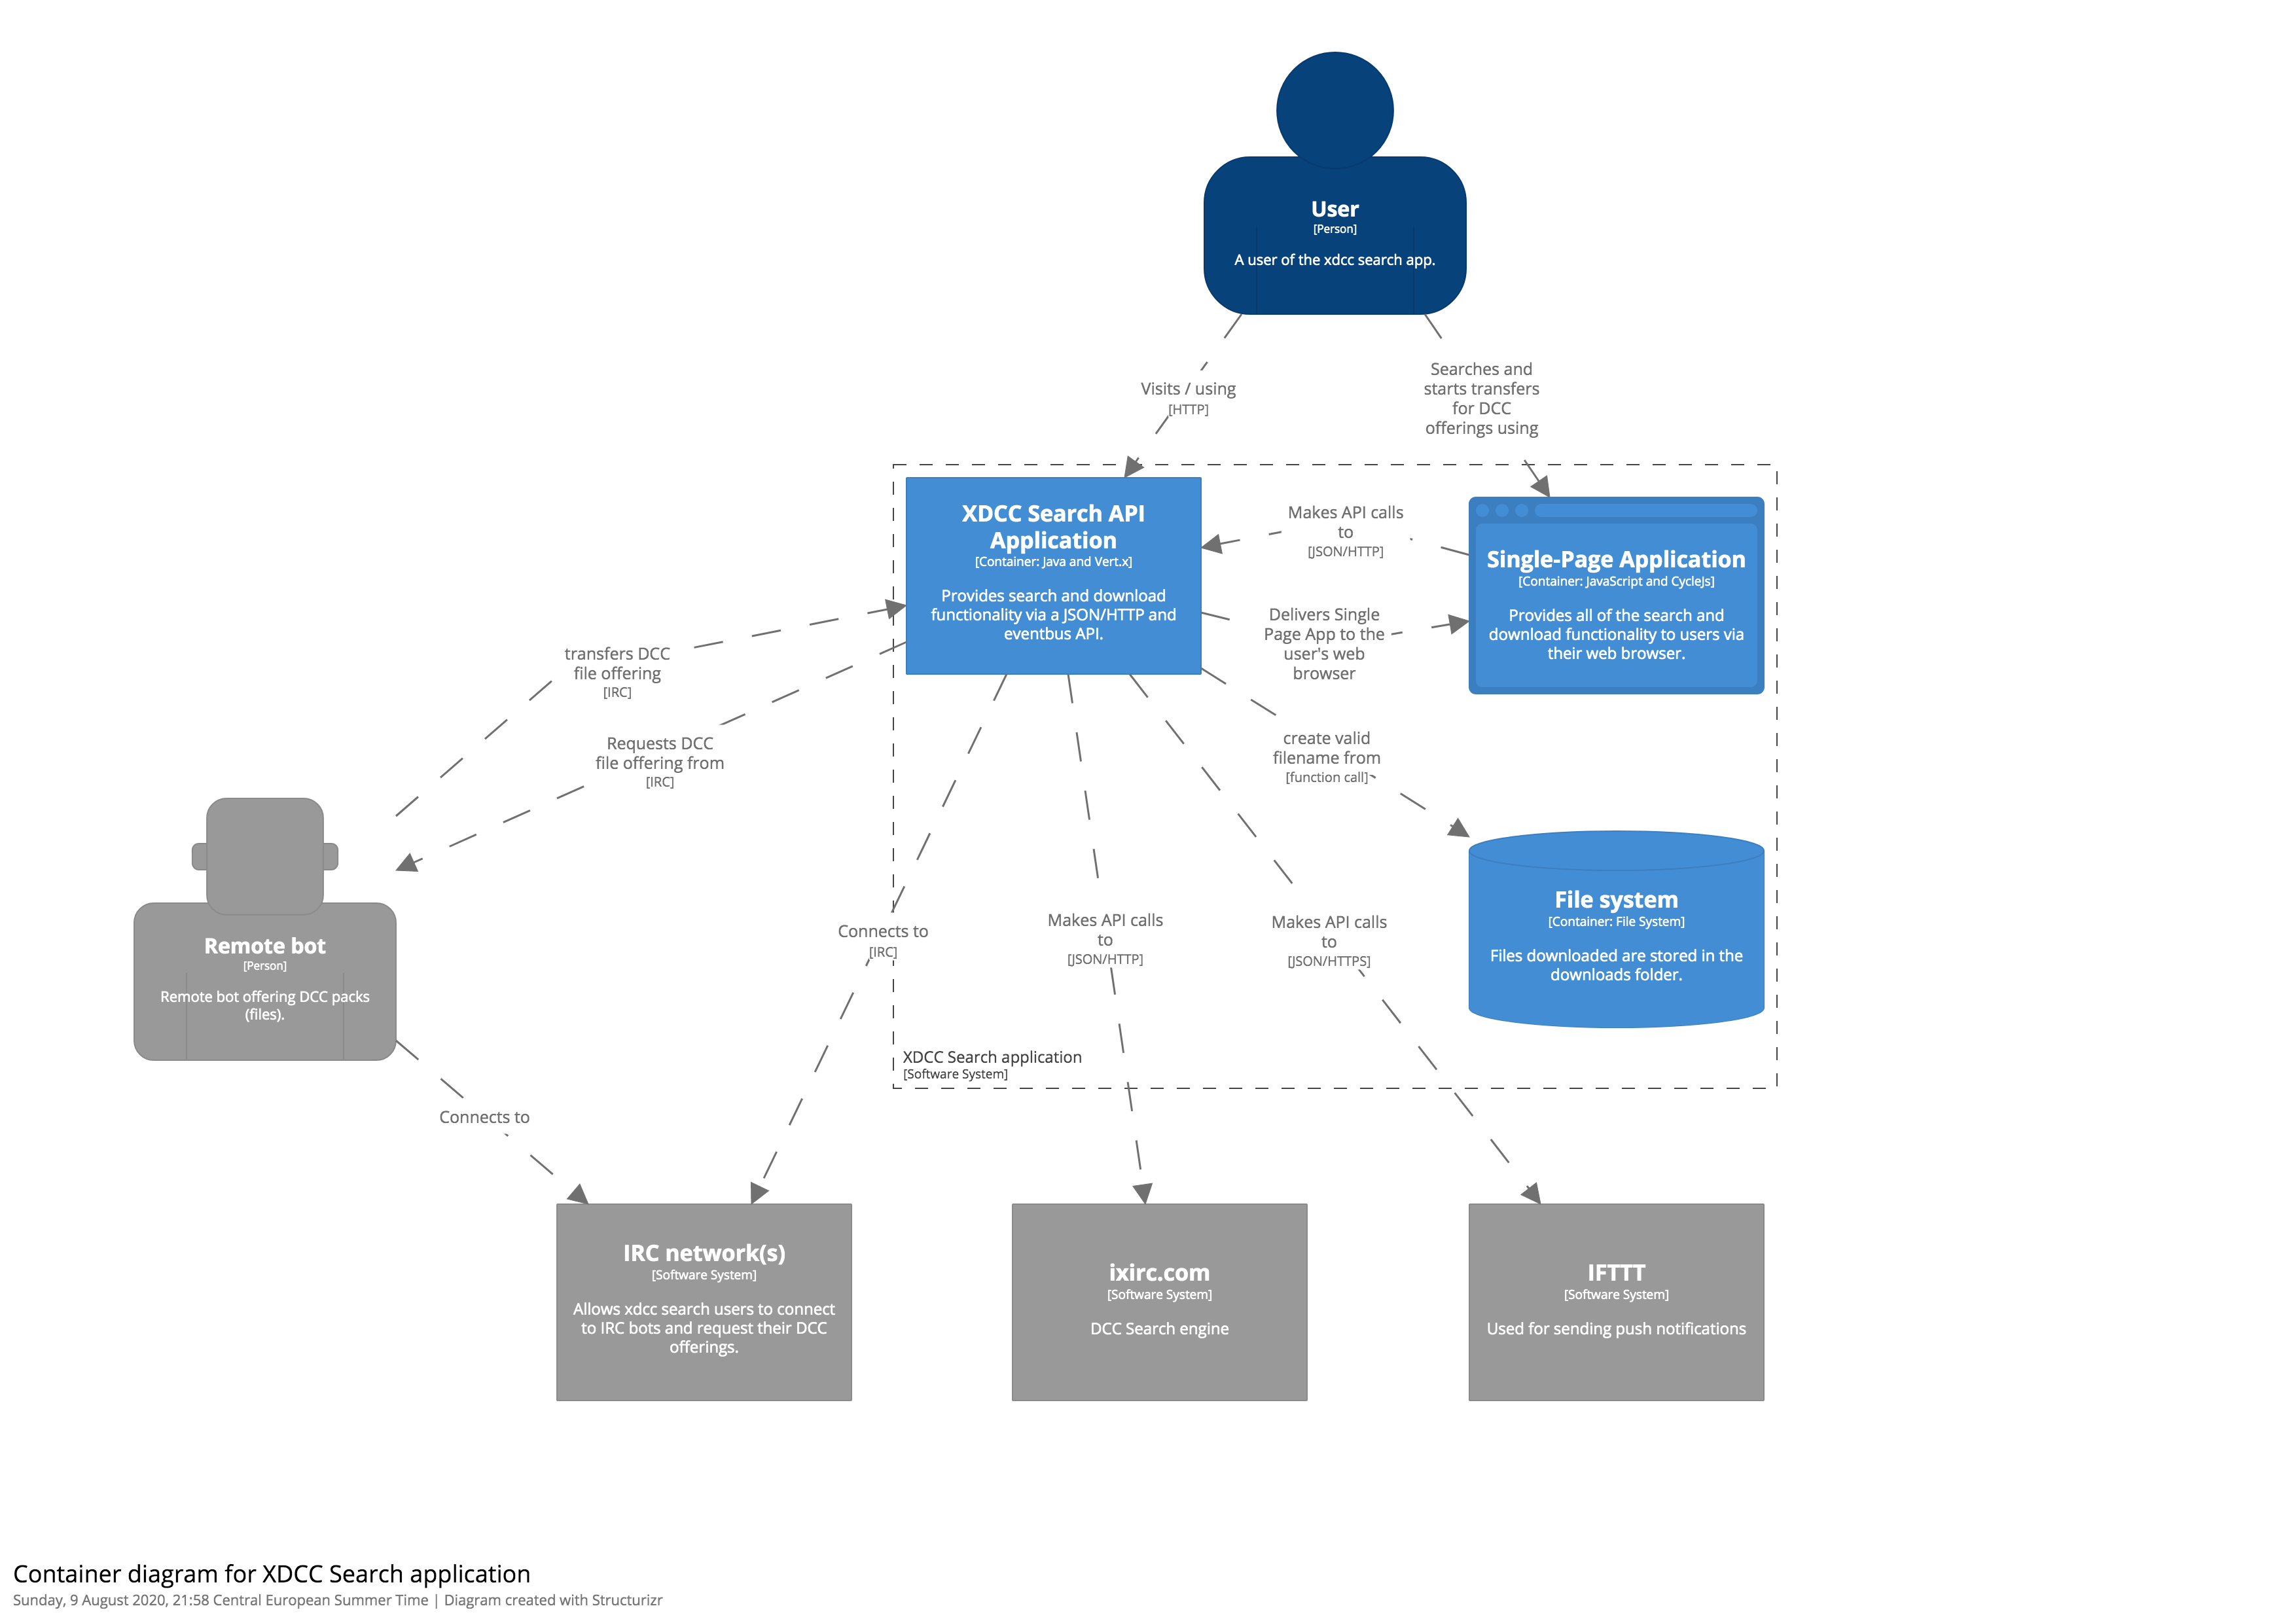 User
[Person]
A user of the xdcc search app.
Visits / using
[HTTP]
Searches and
starts transfers
for DCC
offerings using
XDCC Search API
Application
[Container: Java and Vert.x]
Provides search and download
functionality via a JSON/HTTP and
eventbus API.
Makes API calls
to
[JSON/HTTP]
Delivers Single
Page App to the
user's web
browser
Single-Page Application
[Container: JavaScript and CycleJs]
Provides all of the search and
download functionality to users via
their web browser.
transfers DCC
file offering
[IRC]
Requests DCC
file offering from
[IRC]
create valid
filename from
[function call]
File system
[Container: File System]
Files downloaded are stored in the
downloads folder.
Remote bot
[Person]
Remote bot offering DCC packs
(files).
Connects to
[IRC]
Makes API calls
to
[JSON/HTTP]
Makes API calls
to
[JSON/HTTPS]
XDCC Search application
[Software System]
Connects to
IRC network(s)
[Software System]
Allows xdcc search users to connect
to IRC bots and request their DCC
offerings.
ixirc.com
[Software System]
DCC Search engine
IFTTT
[Software System]
Used for sending push notifications
Container diagram for XDCC Search application
Sunday, 9 August 2020, 21:58 Central European Summer Time | Diagram created with Structurizr